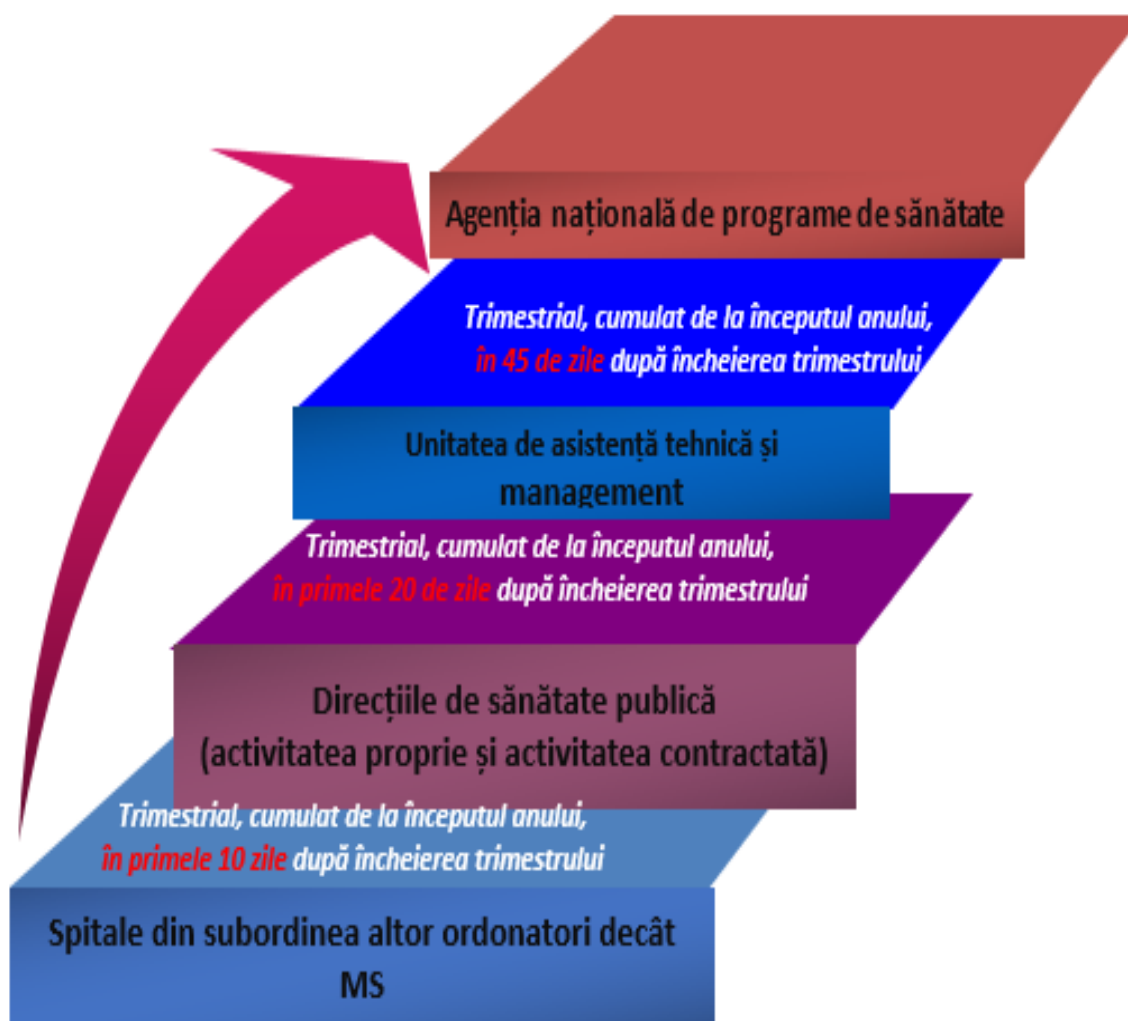 Agenția națională de programe de sănătate
Trimestrial, cumulat de la începutul anului,
în 45 de zile după încheierea trimestrului
Unitatea de asistență tehnică și
management
Trimestrial, cumulat de la începutul anului,
în primele 20 de zile după încheierea trimestrului
Direcțiile de sănătate publică
(activitatea proprie și activitatea contractată)
Trimestrial, cumulat de la începutul anului,
în primele 10 zile după încheierea trimestrului
Spitale din subordinea altor ordonatori decât
MS